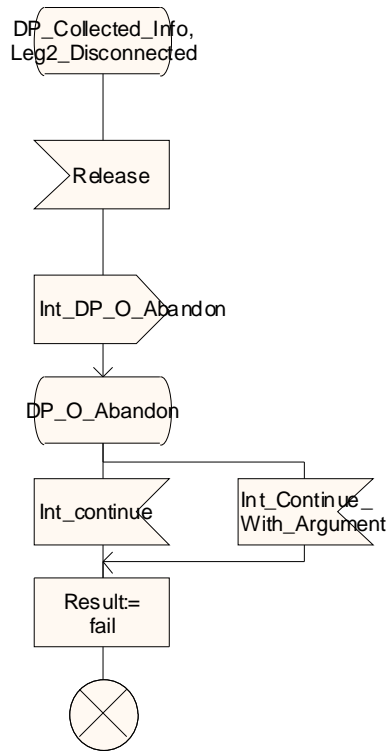 DP_Collected_Info,
Leg2_Disconnected
Release
Int_DP_O_Abandon
DP_O_Abandon
Int_continue
Int_Continue_
With_Argument
Result:=
fail